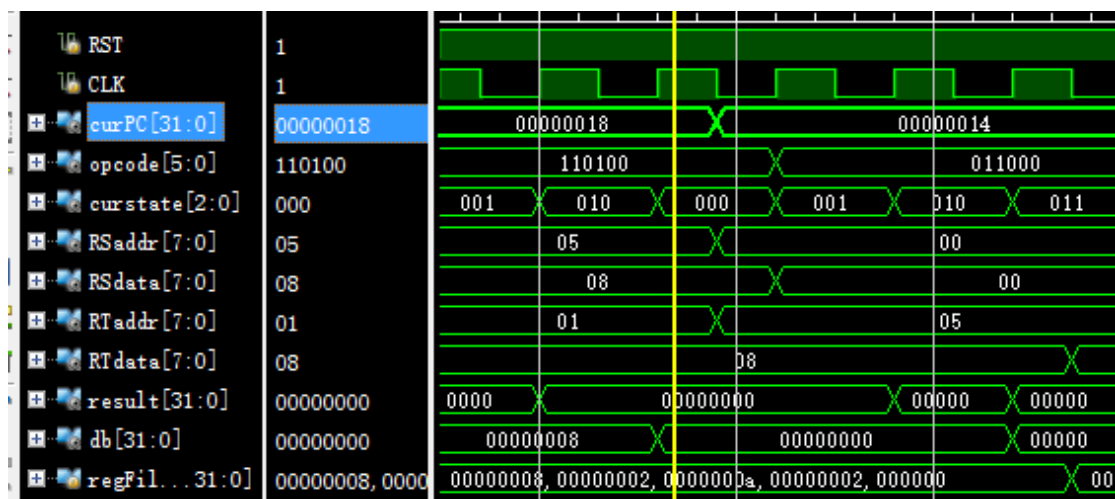 RST 1
CLK 1
curPC[31:0] 00000018 00000018 00000014
opcode[5:0] 110100 110100 011000
curstate[2:0] 000 001 010 000 001 010 011
RSaddr[7:0] 05 05 00
RSdata[7:0] 08 08 00
RTaddr[7:0] 01 01 05
RTdata[7:0] 08 08
result[31:0] 00000000 0000 00000000 00000 00000
db[31:0] 00000000 00000008 00000000 00000
regFil...31:0] 00000008,0000 00000008,00000002,0000000a,00000002,000000 00